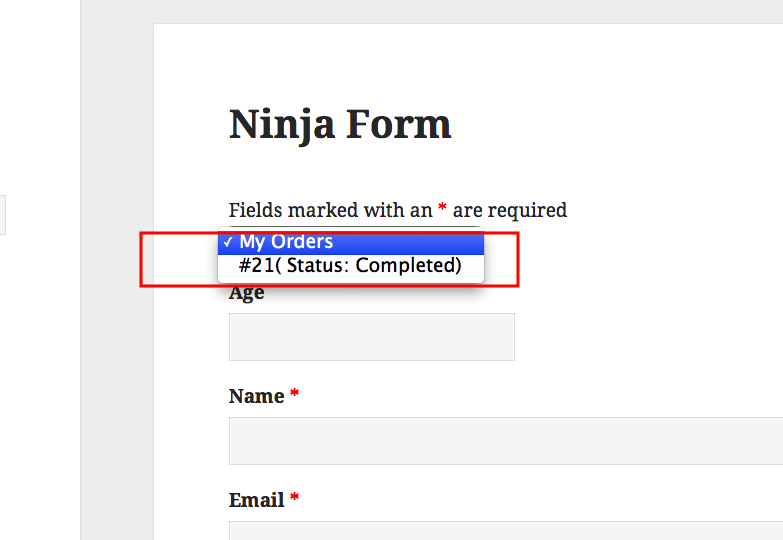 Ninja Form
Fields marked with an * are required
✓ My Orders
#21( Status: Completed)
Age
Name *
Email *